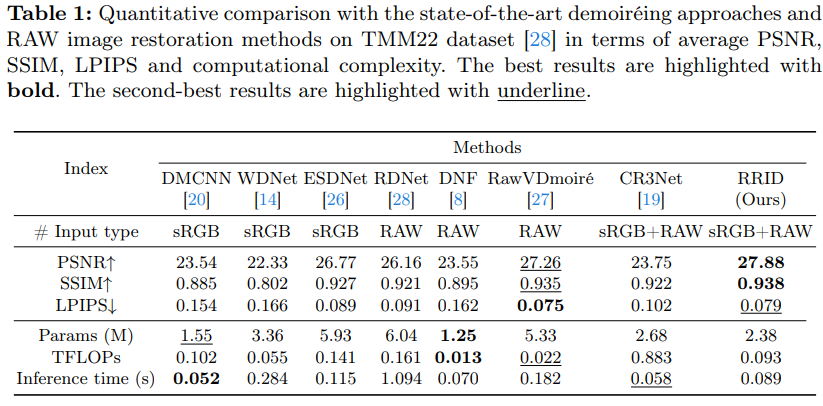 Table 1: Quantitative comparison with the state-of-the-art demoiréing approaches and
RAW image restoration methods on TMM22 dataset [28] in terms of average PSNR,
SSIM, LPIPS and computational complexity. The best results are highlighted with
bold. The second-best results are highlighted with underline.
Index Methods
DMCNN WDNet ESDNet RDNet DNF RawVDmoiré CR3Net RRID
[20] [14] [26] [28] [8] [27] [19] (Ours)
# Input type sRGB sRGB sRGB RAW RAW RAW sRGB+RAW sRGB+RAW
PSNR↑ 23.54 22.33 26.77 26.16 23.55 27.26 23.75 27.88
SSIM↑ 0.885 0.802 0.927 0.921 0.895 0.935 0.922 0.938
LPIPS↓ 0.154 0.166 0.089 0.091 0.162 0.075 0.102 0.079
Params (M) 1.55 3.36 5.93 6.04 1.25 5.33 2.68 2.38
TFLOPs 0.102 0.055 0.141 0.161 0.013 0.022 0.883 0.093
Inference time (s) 0.052 0.284 0.115 1.094 0.070 0.182 0.058 0.089